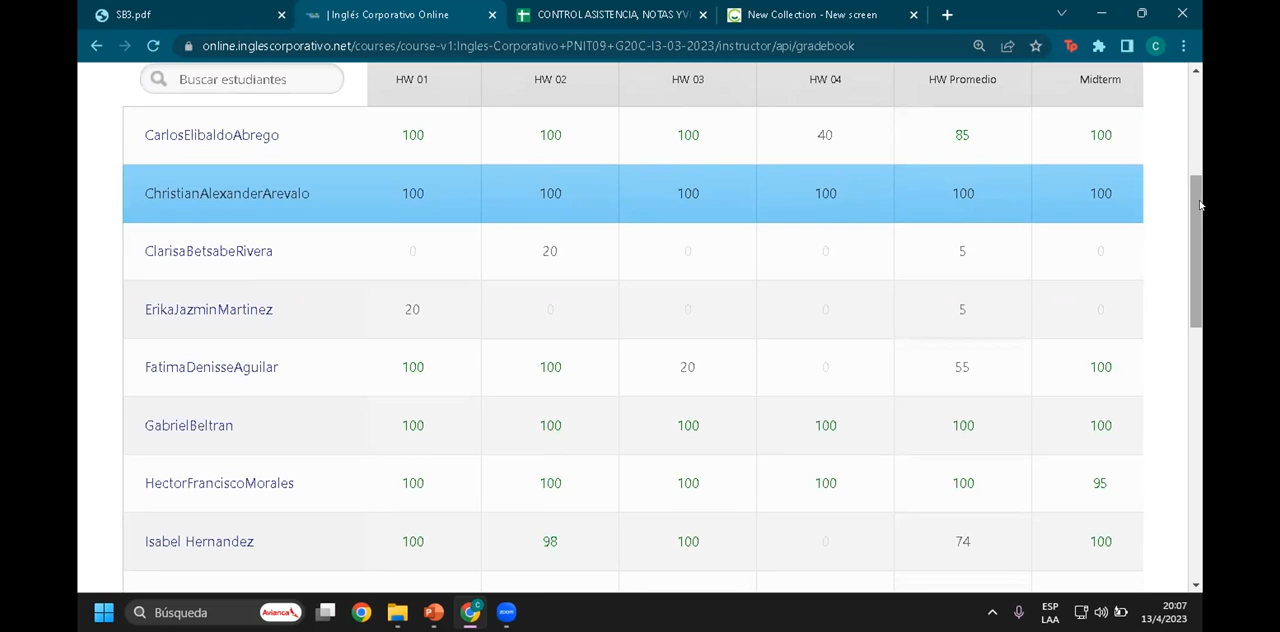 SB3.pdf
| Inglés Corporativo Online
CONTROL ASISTENCIA, NOTAS Y VI
New Collection - New screen
online.inglescorporativo.net/courses/course-v1:Ingles-Corporativo+PNIT09+G20C-I3-03-2023/instructor/api/gradebook
C
Buscar estudiantes HW 01 HW 02 HW 03 HW 04 HW Promedio Midterm
CarlosElibaldoAbrego 100 100 100 40 85 100
ChristianAlexanderArevalo 100 100 100 100 100 100
ClarisaBetsabeRivera 0 20 0 0 5 0
ErikaJazminMartinez 20 0 0 0 5 0
FatimaDenisseAguilar 100 100 20 0 55 100
GabrielBeltran 100 100 100 100 100 100
HectorFranciscoMorales 100 100 100 100 100 95
Isabel Hernandez 100 98 100 0 74 100
Búsqueda
Avianca
zoom
ESP
LAA
20:07
13/4/2023